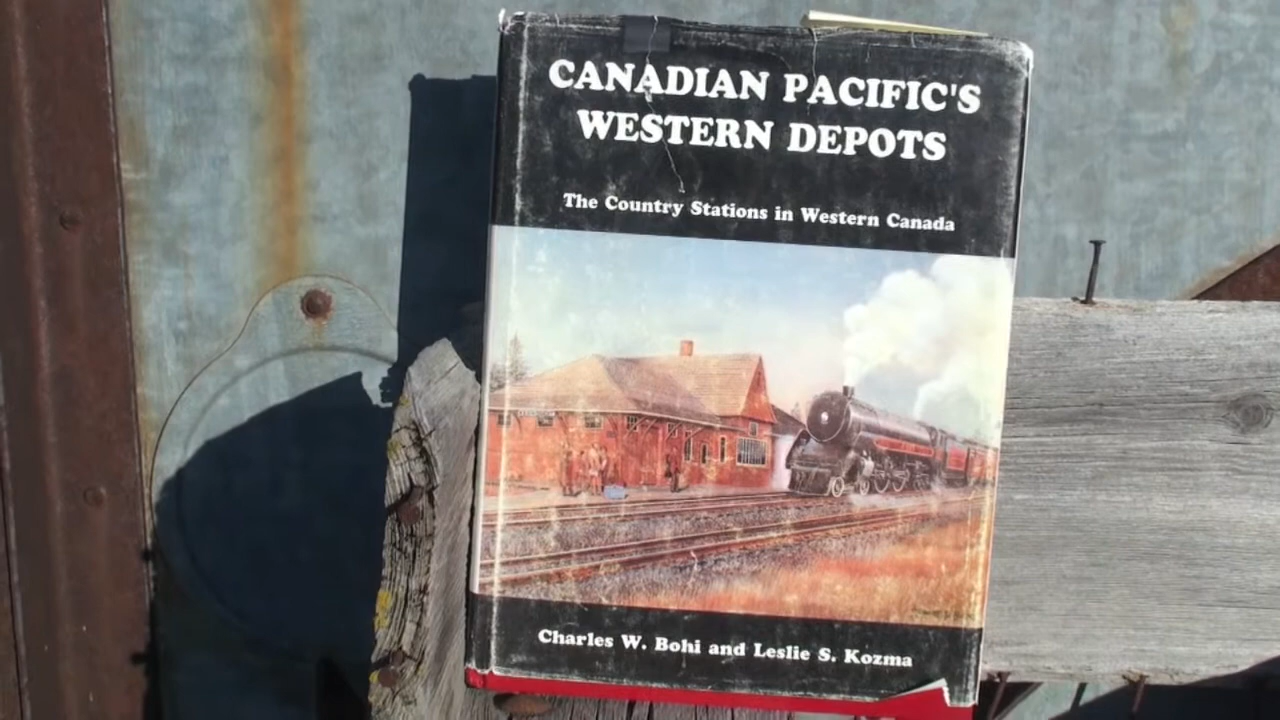 CANADIAN PACIFIC'S
WESTERN DEPOTS
The Country Stations in Western Canada
Charles W. Bohi and Leslie S. Kozma